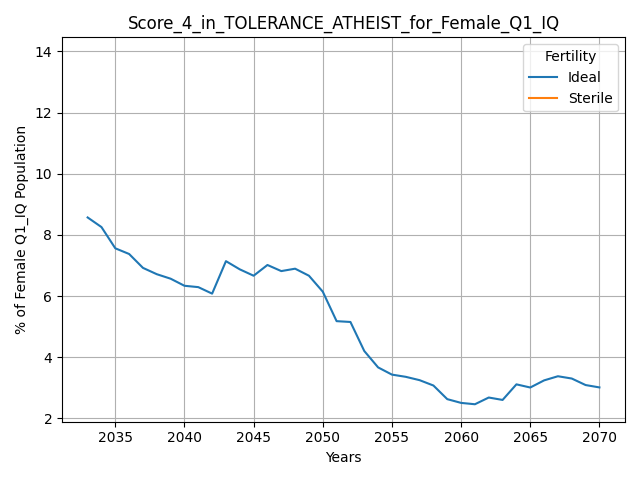 Score_4_in_TOLERANCE_ATHEIST_for_Female_Q1_IQ
Fertility
Ideal
Sterile
% of Female Q1_IQ Population
14
12
10
8
6
4
2
2035 2040 2045 2050 2055 2060 2065 2070
Years